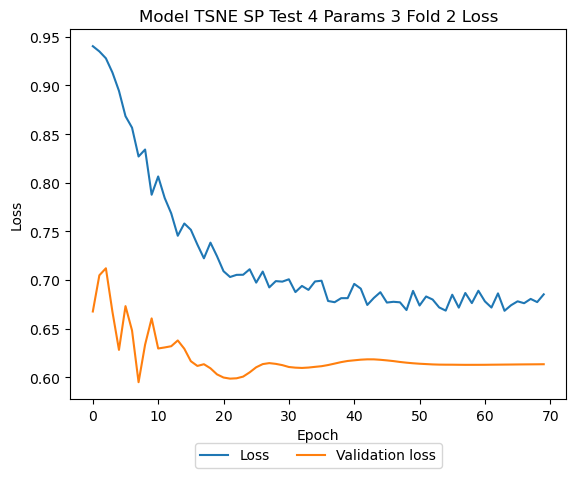 Model TSNE SP Test 4 Params 3 Fold 2 Loss
0.95
0.90
0.85
0.80
0.75
0.70
0.65
0.60
Loss
0 10 20 30 40 50 60 70
Epoch
Loss Validation loss